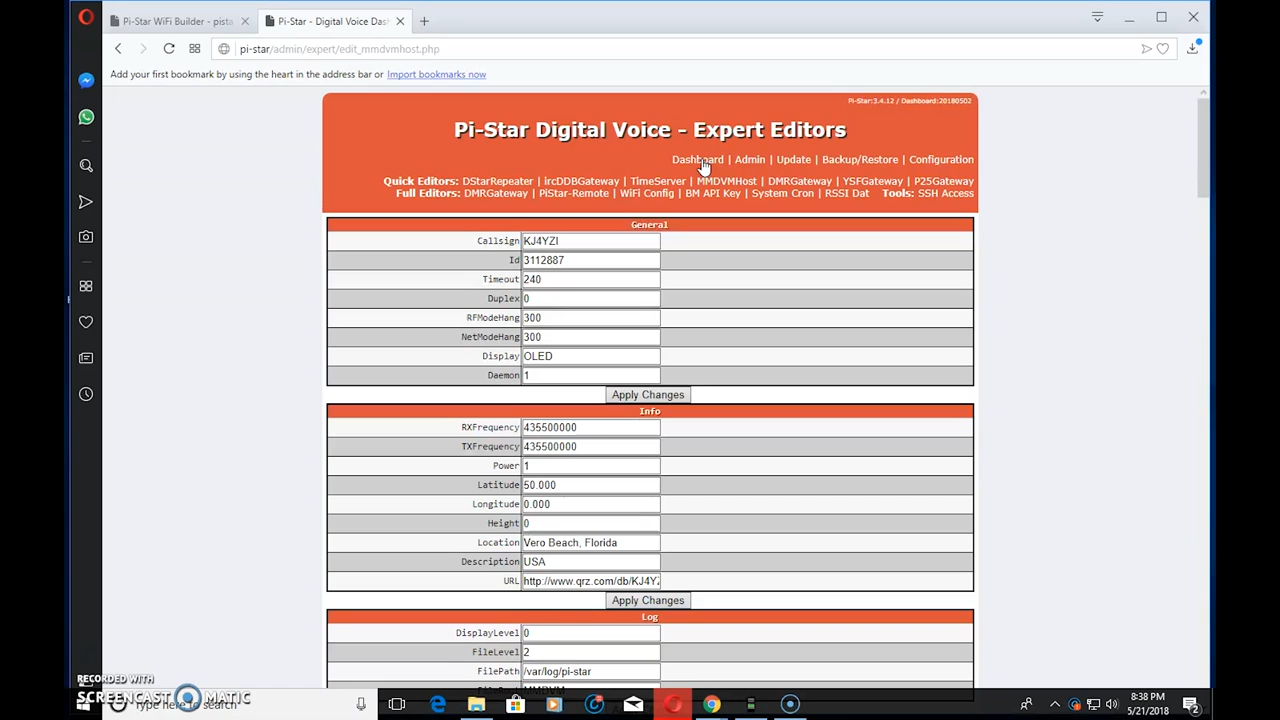 Pi-Star WiFi Builder - pista
Pi-Star - Digital Voice Das
pi-star/admin/expert/edit_mmdvmhost.php
Add your first bookmark by using the heart in the address bar or Import bookmarks now
Pi-Star:3.4.12 / Dashboard:20180502
Pi-Star Digital Voice - Expert Editors
Dashboard | Admin | Update | Backup/Restore | Configuration
Quick Editors: DStarRepeater | ircDDBGateway | TimeServer | MMDVMHost | DMRGateway | YSFGateway | P25Gateway
Full Editors: DMRGateway | PiStar-Remote | WiFi Config | BM API Key | System Cron | RSSI Dat Tools: SSH Access
General
Callsign KJ4YZI
Id 3112887
Timeout 240
Duplex 0
RFModeHang 300
NetModeHang 300
Display OLED
Daemon 1
Apply Changes
Info
RXFrequency 435500000
TXFrequency 435500000
Power 1
Latitude 50.000
Longitude 0.000
Height 0
Location Vero Beach, Florida
Description USA
URL http://www.qrz.com/db/KJ4YZ
Apply Changes
Log
DisplayLevel 0
FileLevel 2
FilePath /var/log/pi-star
MMDVM
RECORDED WITH
SCREENCAST MATIC
Type here to search
8:38 PM
5/21/2018
2